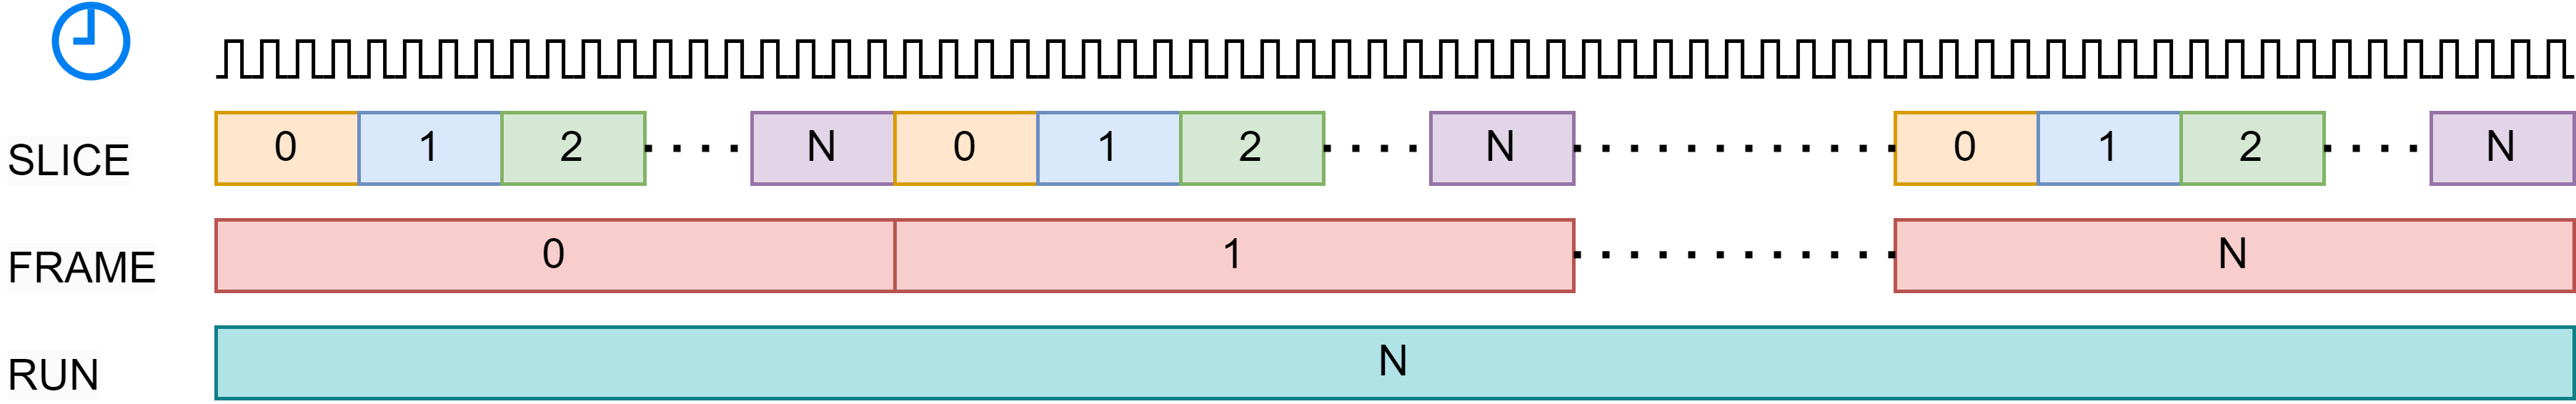 SLICE 0 1 2 N 0 1 2 N 0 1 2 N
FRAME 0 1 N
RUN N